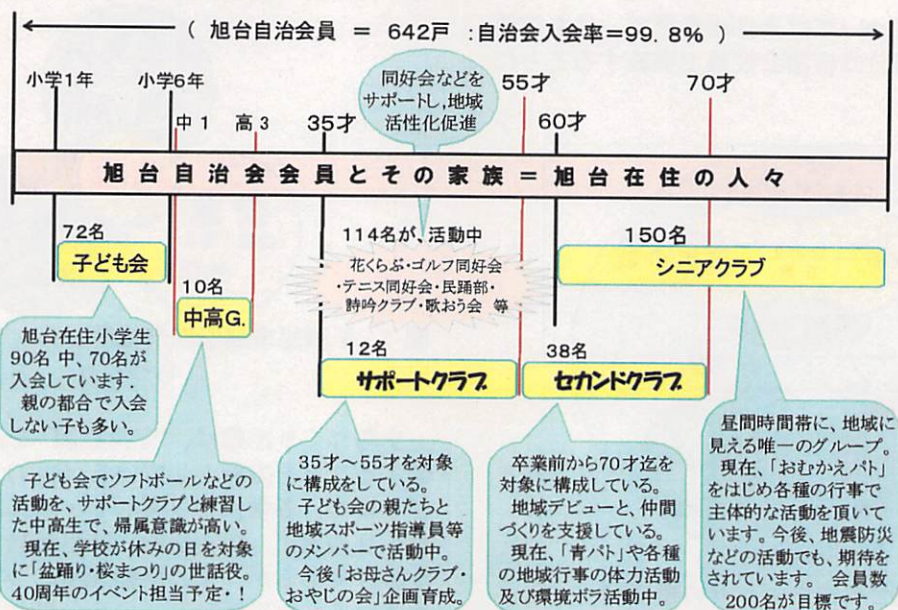 ( 旭台自治会員 = 642戸 :自治会入会率=99.8% )
小学1年
小学6年
中1
高3
35才
同好会などを
サポートし,地域
活性化促進
55才
60才
70才
旭台自治会会員とその家族=旭台在住の人々
72名
子ども会
10名
中高G.
114名が、活動中
花くらぶ・ゴルフ同好会
・テニス同好会・民踊部・
詩吟クラブ・歌おう会 等
150名
シニアクラブ
12名
サポートクラブ
38名
セカンドクラブ
旭台在住小学生
90名 中、70名が
入会しています.
親の都合で入会
しない子も多い。
子ども会でソフトボールなどの
活動を、サポートクラブと練習し
た中高生で、帰属意識が高い。
現在、学校が休みの日を対象
に「盆踊り・桜まつり」の世話役。
40周年のイベント担当予定・!
35才~55才を対象
に構成をしている。
子ども会の親たちと
地域スポーツ指導員等
のメンバーで活動中。
今後「お母さんクラブ・
おやじの会」企画育成。
卒業前から70才迄を
対象に構成している。
地域デビューと、仲間
づくりを支援している。
現在、「青パト」や各種
の地域行事の体力活動
及び環境ボラ活動中。
昼間時間帯に、地域に
見える唯一のグループ。
現在、「おむかえパト」
をはじめ各種の行事で
主体的な活動を頂いて
います。今後、地震防災
などの活動でも、期待を
されています。 会員数
200名が目標です。